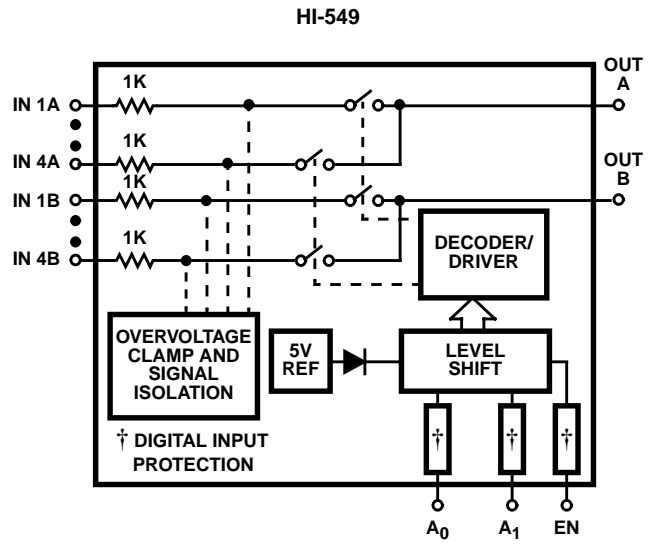 HI-549
OUT
A
1K
IN 1A
1K
IN 4A
OUT
B
1K
IN 1B
1K
IN 4B
DECODER/
DRIVER
OVERVOLTAGE
CLAMP AND
SIGNAL
ISOLATION
5V
REF
LEVEL
SHIFT
† DIGITAL INPUT
PROTECTION
†
†
†
A0
A1
EN